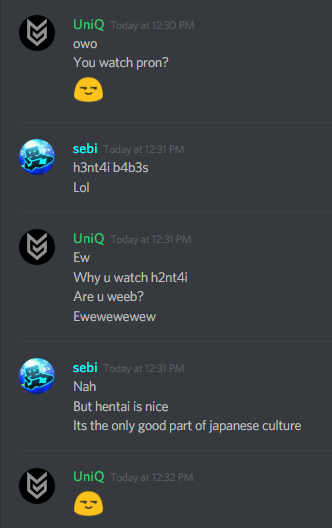 UniQ Today at 12:30 PM
owo
You watch pron?
sebi Today at 12:31 PM
h3nt4i b4b3s
Lol
UniQ Today at 12:31 PM
Ew
Why u watch h2nt4i
Are u weeb?
Ewewewewew
sebi Today at 12:31 PM
Nah
But hentai is nice
Its the only good part of japanese culture
UniQ Today at 12:32 PM